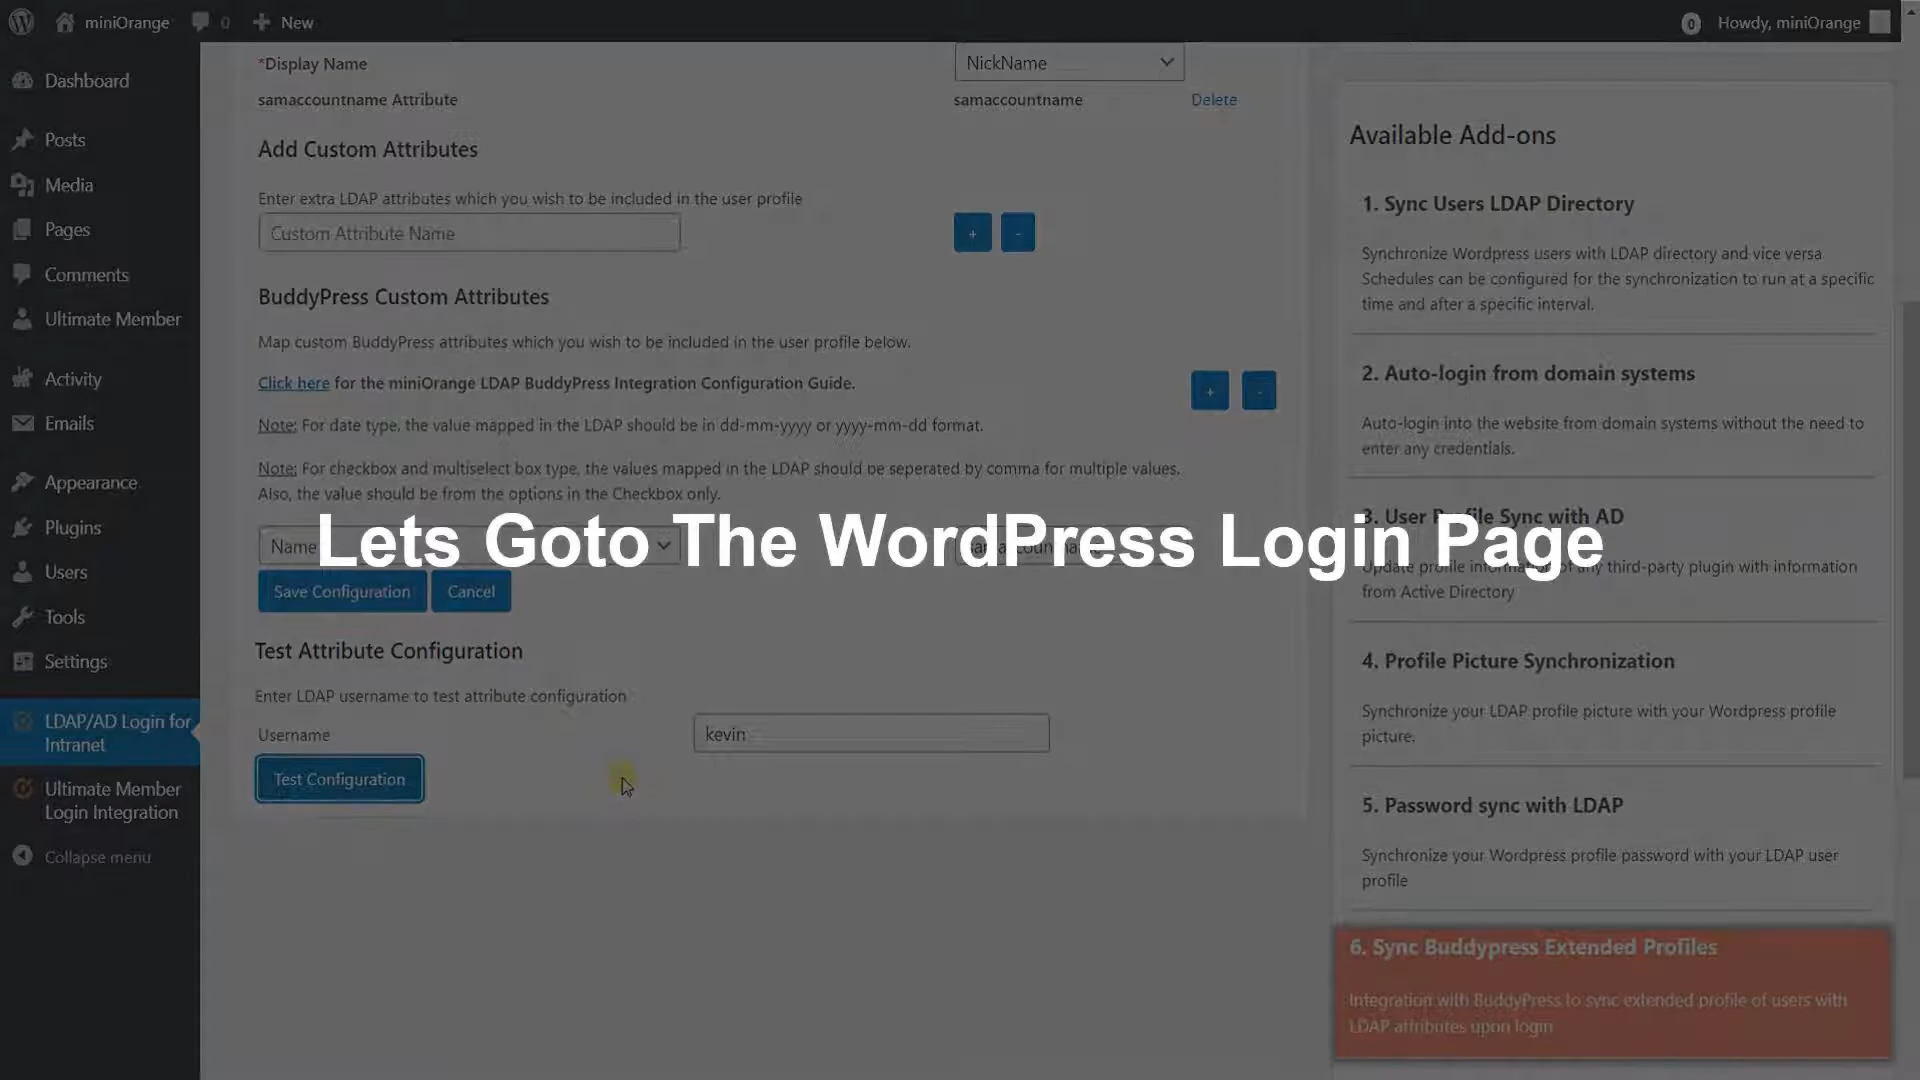 miniOrange
0
New
0
Howdy, miniOrange
Dashboard
Posts
Media
Pages
Comments
Ultimate Member
Activity
Emails
Appearance
Plugins
Users
Tools
Settings
LDAP/AD Login for
Intranet
Ultimate Member
Login Integration
Collapse menu
*Display Name
NickName
samaccountname Attribute
samaccountname
Delete
Add Custom Attributes
Enter extra LDAP attributes which you wish to be included in the user profile
Custom Attribute Name
+
-
BuddyPress Custom Attributes
Map custom BuddyPress attributes which you wish to be included in the user profile below.
Click here for the miniOrange LDAP BuddyPress Integration Configuration Guide.
+
-
Note: For date type, the value mapped in the LDAP should be in dd-mm-yyyy or yyyy-mm-dd format.
Note: For checkbox and multiselect box type, the values mapped in the LDAP should be seperated by comma for multiple values.
Also, the value should be from the options in the Checkbox only.
Lets Goto The WordPress Login Page
Name
Save Configuration
Cancel
Test Attribute Configuration
Enter LDAP username to test attribute configuration
Username
kevin
Test Configuration
Available Add-ons
1. Sync Users LDAP Directory
Synchronize Wordpress users with LDAP directory and vice versa
Schedules can be configured for the synchronization to run at a specific
time and after a specific interval.
2. Auto-login from domain systems
Auto-login into the website from domain systems without the need to
enter any credentials.
3. User Profile Sync with AD
Update profile information of any third-party plugin with information
from Active Directory
4. Profile Picture Synchronization
Synchronize your LDAP profile picture with your Wordpress profile
picture.
5. Password sync with LDAP
Synchronize your Wordpress profile password with your LDAP user
profile
6. Sync Buddypress Extended Profiles
Integration with BuddyPress to sync extended profile of users with
LDAP attributes upon login